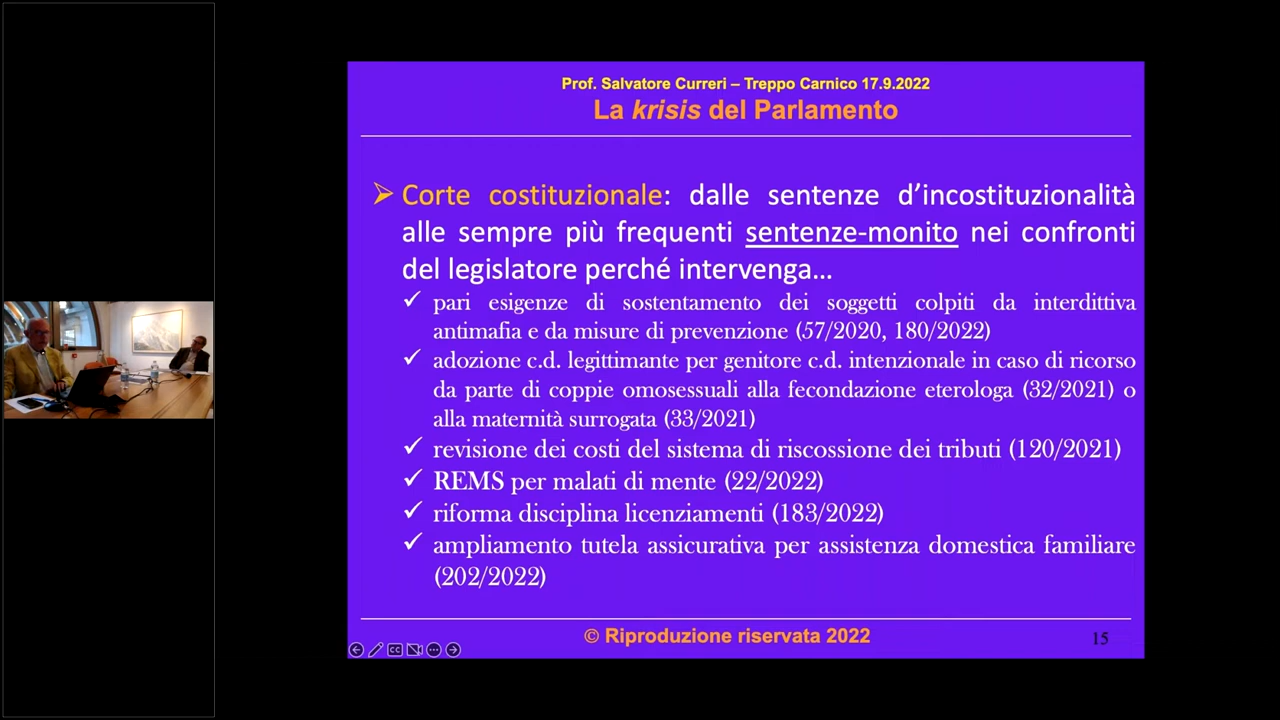 Prof. Salvatore Curreri – Treppo Carnico 17.9.2022
La krisis del Parlamento
➢ Corte costituzionale: dalle sentenze d’incostituzionalità
alle sempre più frequenti sentenze-monito nei confronti
del legislatore perché intervenga…
✓ pari esigenze di sostentamento dei soggetti colpiti da interdittiva
antimafia e da misure di prevenzione (57/2020, 180/2022)
✓ adozione c.d. legittimante per genitore c.d. intenzionale in caso di ricorso
da parte di coppie omosessuali alla fecondazione eterologa (32/2021) o
alla maternità surrogata (33/2021)
✓ revisione dei costi del sistema di riscossione dei tributi (120/2021)
✓ REMS per malati di mente (22/2022)
✓ riforma disciplina licenziamenti (183/2022)
✓ ampliamento tutela assicurativa per assistenza domestica familiare
(202/2022)
© Riproduzione riservata 2022
15
CC